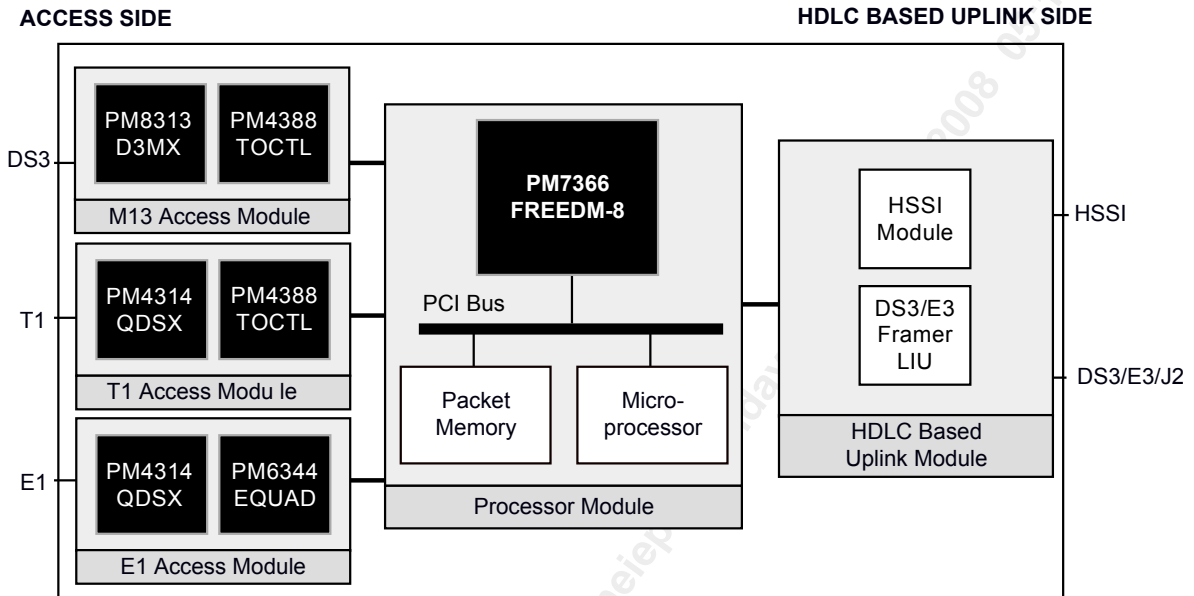 ACCESS SIDE
HDLC BASED UPLINK SIDE
DS3
PM8313
D3MX
PM4388
TOCTL
M13 Access Module
T1
PM4314
QDSX
PM4388
TOCTL
T1 Access Modu le
E1
PM4314
QDSX
PM6344
EQUAD
E1 Access Module
PM7366
FREEDM-8
PCI Bus
Packet
Memory
Micro-
processor
Processor Module
HSSI
Module
DS3/E3
Framer
LIU
HDLC Based
Uplink Module
HSSI
DS3/E3/J2